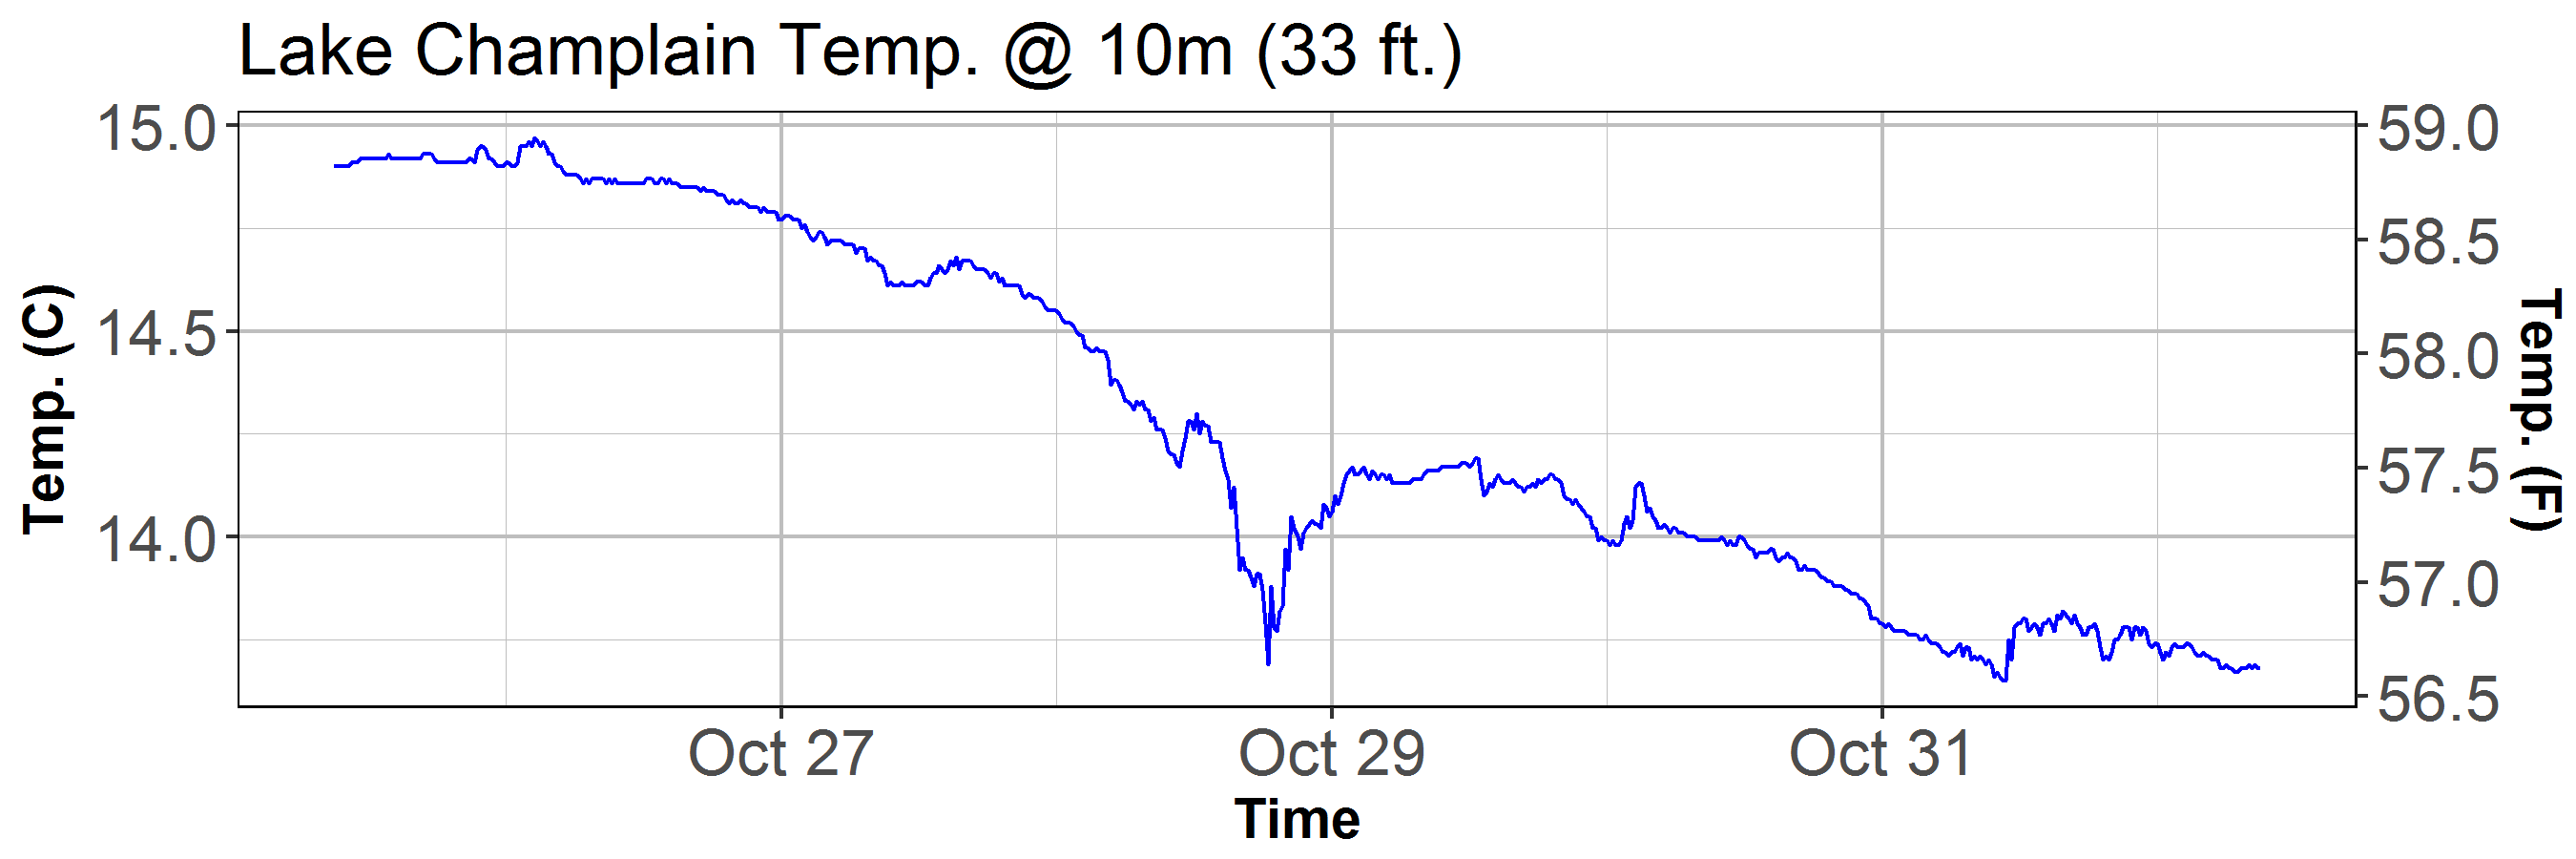 Lake Champlain Temp. @ 10m (33 ft.)
15.0
14.5
14.0
Temp. (C)
59.0
58.5
58.0
57.5
57.0
56.5
Temp. (F)
Oct 27
Oct 29
Oct 31
Time